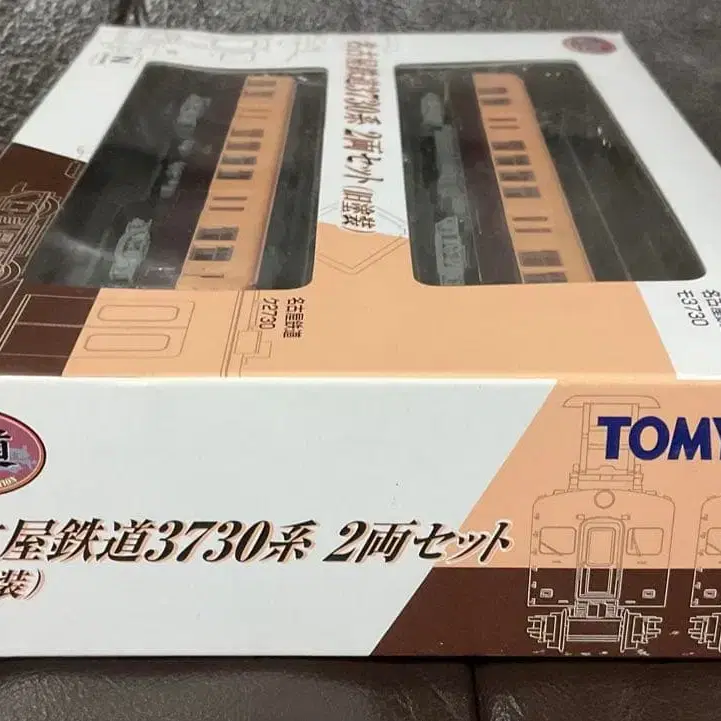 名古屋鉄道3730系 2両セット(旧塗装)
名古屋鉄道
ク2730
モ3730
TOMY
道
屋鉄道3730系 2両セット
装)
N